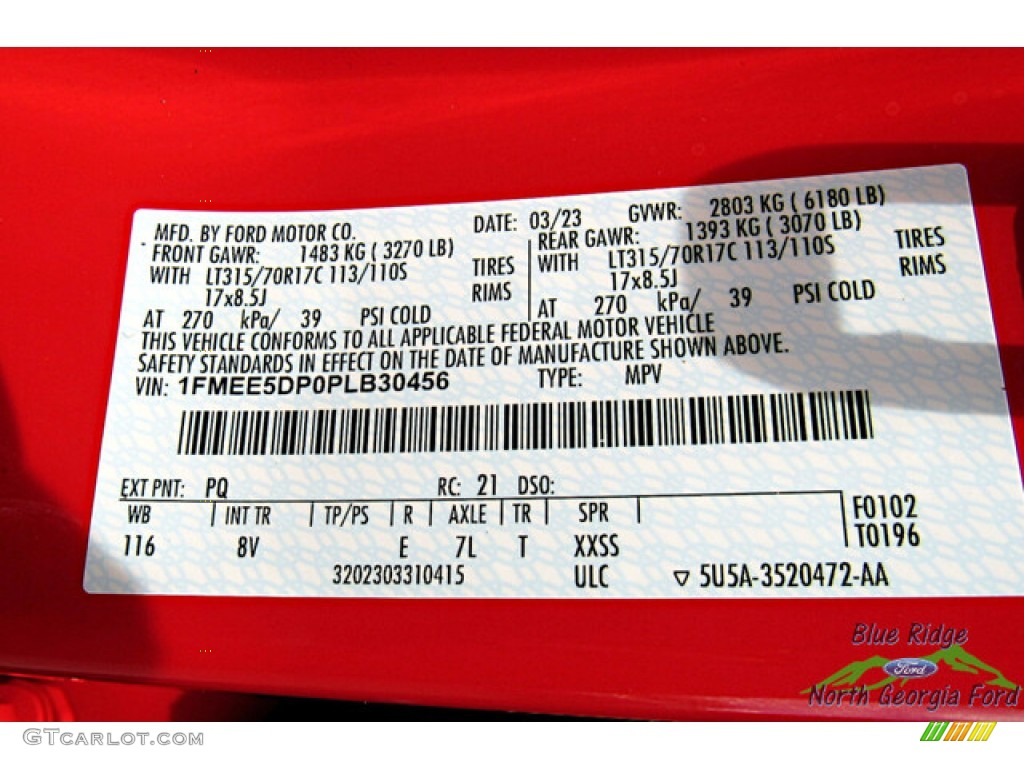 MFD. BY FORD MOTOR CO. DATE: 03/23 GVWR: 2803 KG ( 6180 LB)
FRONT GAWR: 1483 KG ( 3270 LB) REAR GAWR: 1393 KG ( 3070 LB)
WITH LT315/70R17C 113/110S TIRES WITH LT315/70R17C 113/110S TIRES
17x8.5J RIMS 17x8.5J RIMS
AT 270 kPa/ 39 PSI COLD AT 270 kPa/ 39 PSI COLD
THIS VEHICLE CONFORMS TO ALL APPLICABLE FEDERAL MOTOR VEHICLE
SAFETY STANDARDS IN EFFECT ON THE DATE OF MANUFACTURE SHOWN ABOVE.
VIN: 1FMEE5DP0PLB30456 TYPE: MPV
EXT PNT: PQ RC: 21 DSO:
WB INT TR TP/PS R AXLE TR SPR F0102
116 8V E 7L T XXSS T0196
3202303310415 ULC 5U5A-3520472-AA
Blue Ridge
Ford
North Georgia Ford
GTcarlot.com